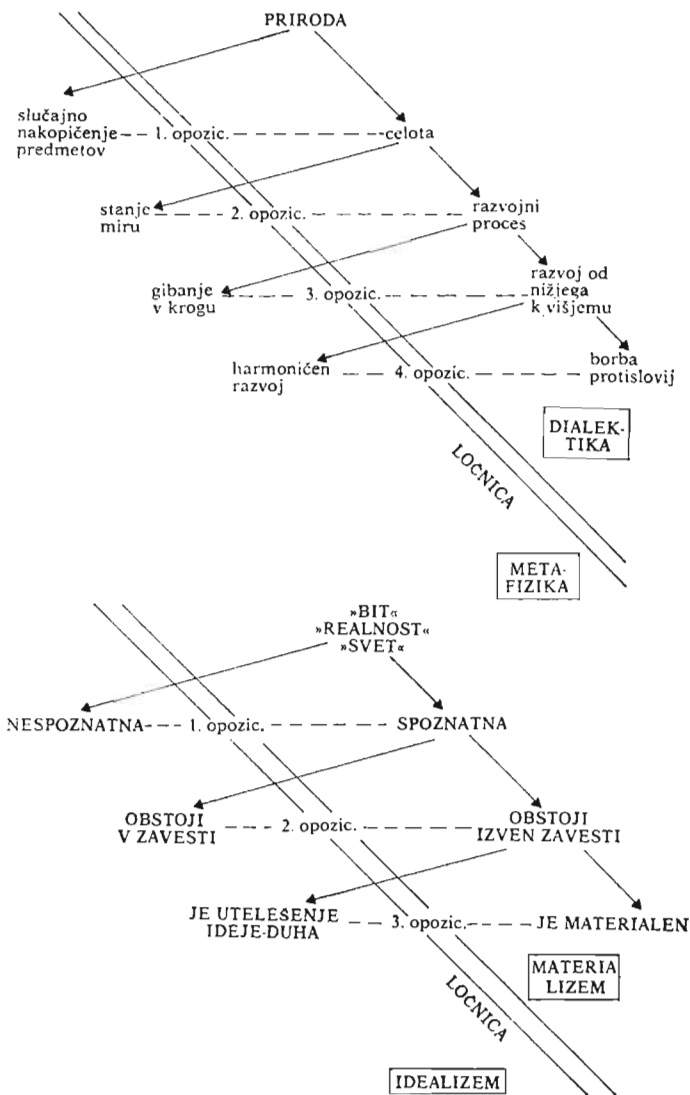 PRIRODA
slučajno
nakopičenje
predmetov
1. opozic.
celota
stanje
miru
2. opozic.
razvojni
proces
gibanje
v krogu
3. opozic.
razvoj od
nižjega
k višjemu
harmoničen
razvoj
4. opozic.
borba
protislovij
DIALEK-
TIKA
LOČNICA
META-
FIZIKA
»BIT«
»REALNOST«
»SVET«
NESPOZNATNA
1. opozic.
SPOZNATNA
OBSTOJI
V ZAVESTI
2. opozic.
OBSTOJI
IZVEN ZAVESTI
JE UTELEŠENJE
IDEJE-DUHA
3. opozic.
JE MATERIALEN
MATERIA
LIZEM
LOČNICA
IDEALIZEM